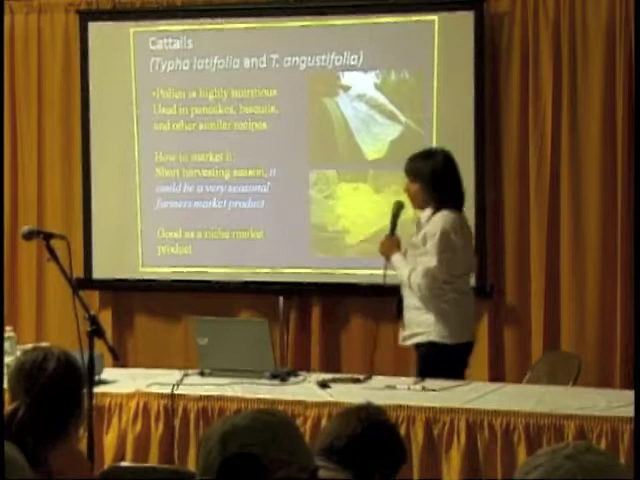 Cattails
(Typha latifolia and T. angustifolia)
•Pollen is highly nutritious
Used in pancakes, biscuits,
and other similar recipes
How to market it:
Short harvesting season, it
could be a very seasonal
farmers market product
Good as a niche market
product